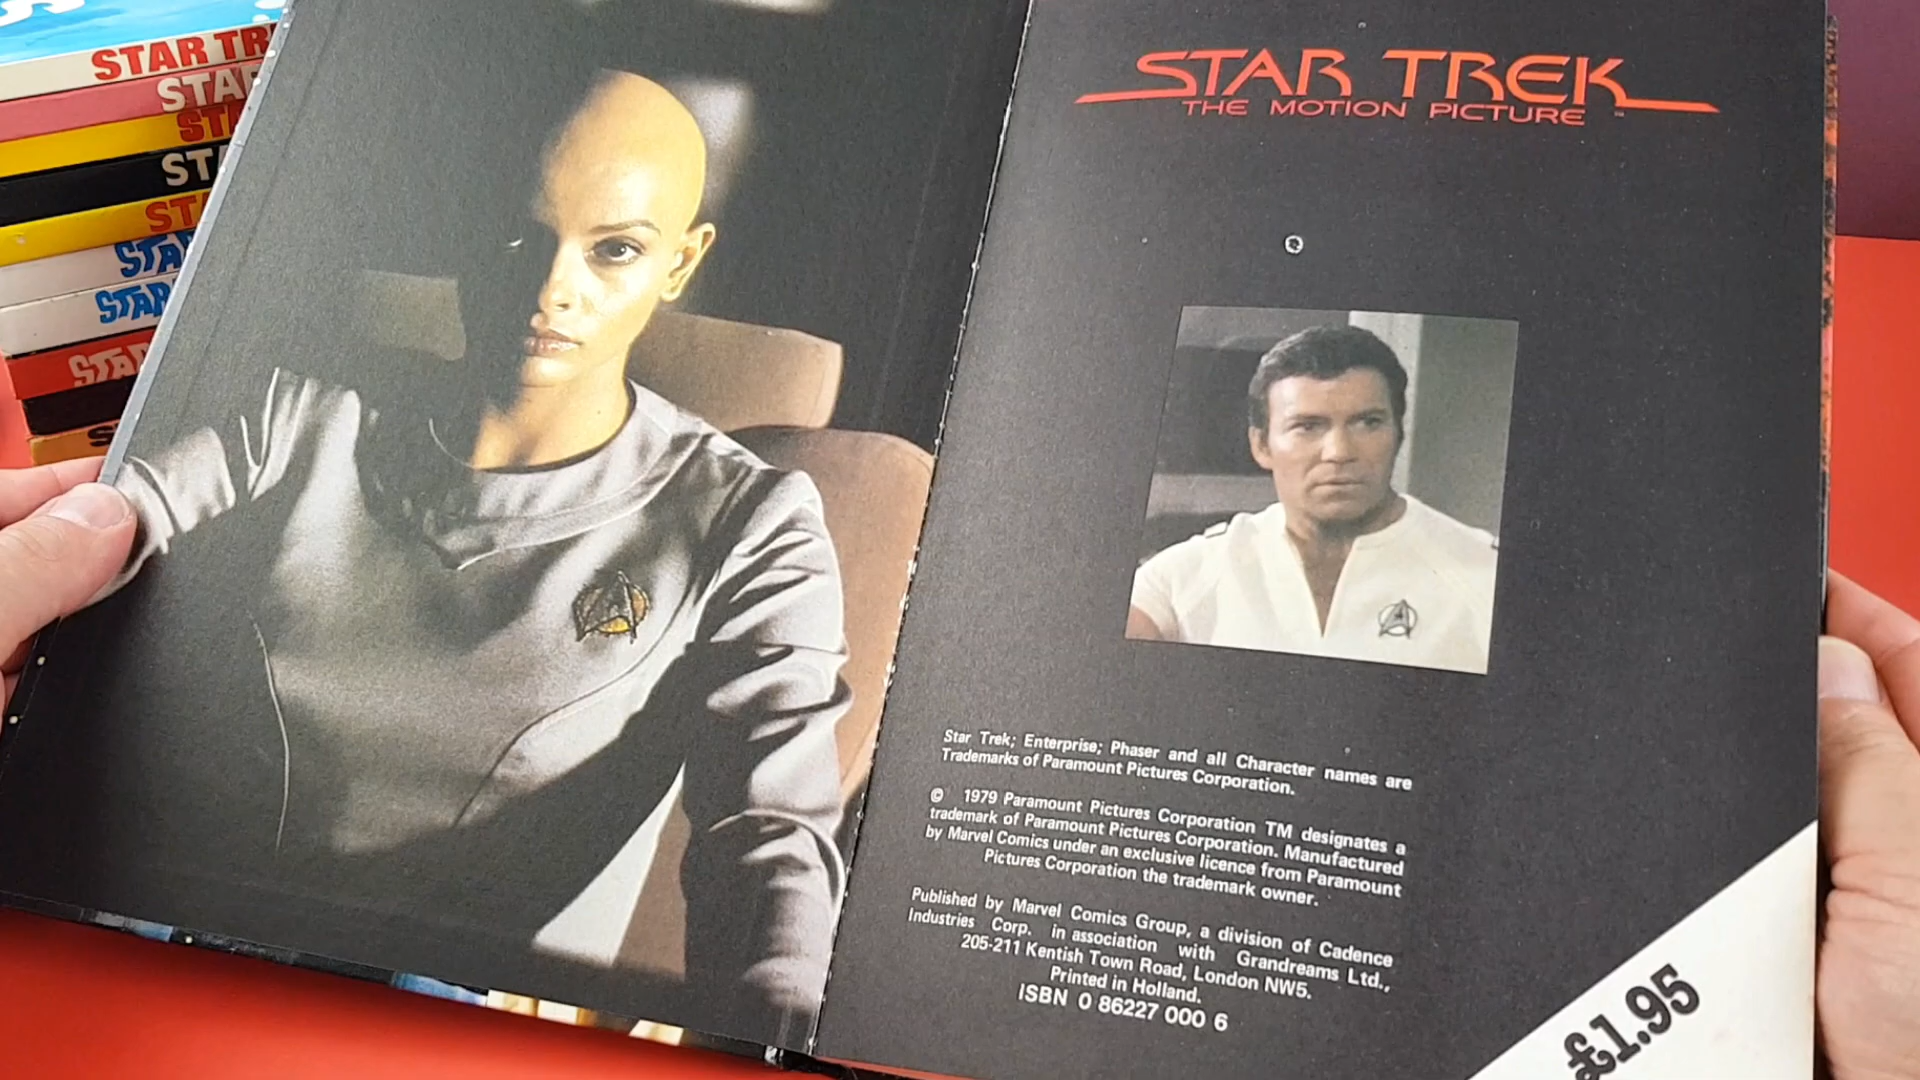 STAR TR
STAR
STA
ST
STA
STA
STAR
STAR
S
STAR TREK
THE MOTION PICTURE
Star Trek; Enterprise; Phaser and all Character names are
Trademarks of Paramount Pictures Corporation.
© 1979 Paramount Pictures Corporation TM designates a
trademark of Paramount Pictures Corporation. Manufactured
by Marvel Comics under an exclusive licence from Paramount
Pictures Corporation the trademark owner.
Published by Marvel Comics Group, a division of Cadence
Industries Corp. in association with Grandreams Ltd.,
205-211 Kentish Town Road, London NW5.
Printed in Holland.
ISBN 0 86227 000 6
£1.95